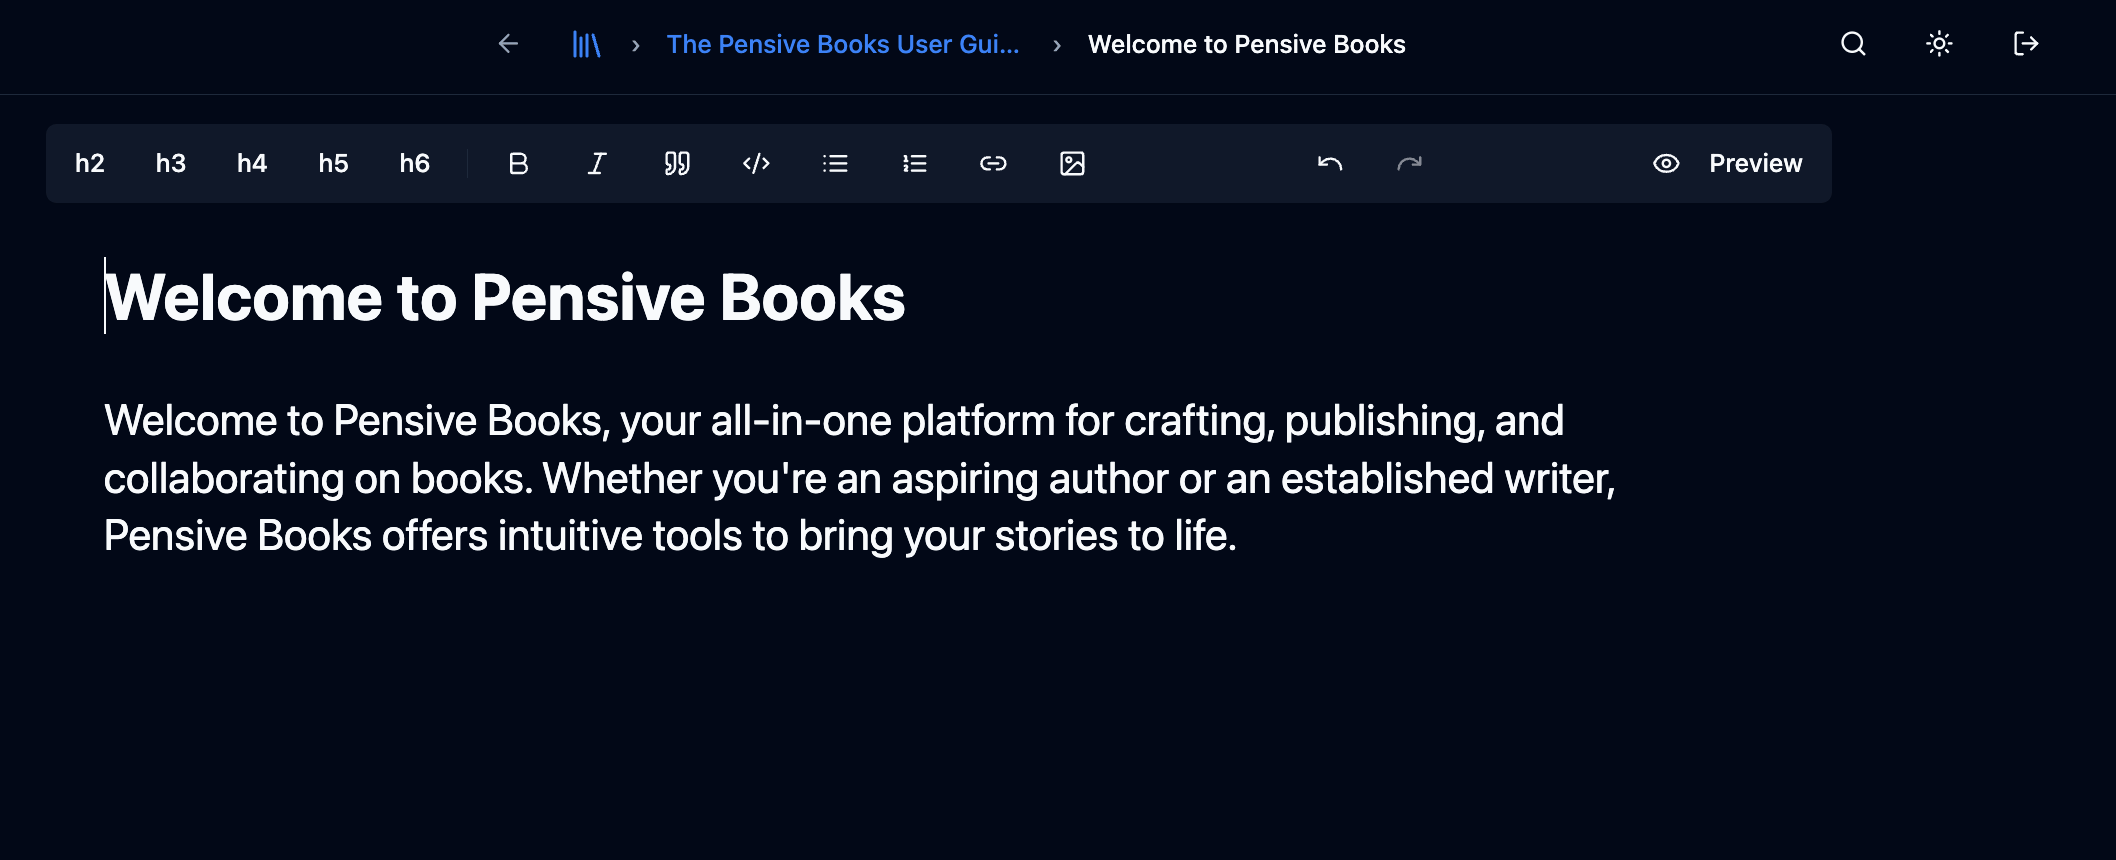 The Pensive Books User Gui... › Welcome to Pensive Books
h2 h3 h4 h5 h6 Preview
Welcome to Pensive Books
Welcome to Pensive Books, your all-in-one platform for crafting, publishing, and
collaborating on books. Whether you're an aspiring author or an established writer,
Pensive Books offers intuitive tools to bring your stories to life.